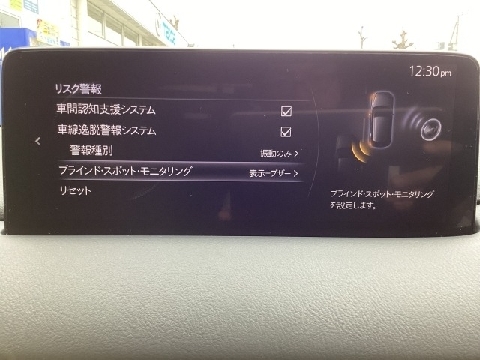 12:30pm
リスク警報
車間認知支援システム
車線逸脱警報システム
警報種別 振動のみ >
ブラインド・スポット・モニタリング 表示+ブザー >
リセット
ブラインド・スポット・モニタリング
を設定します。